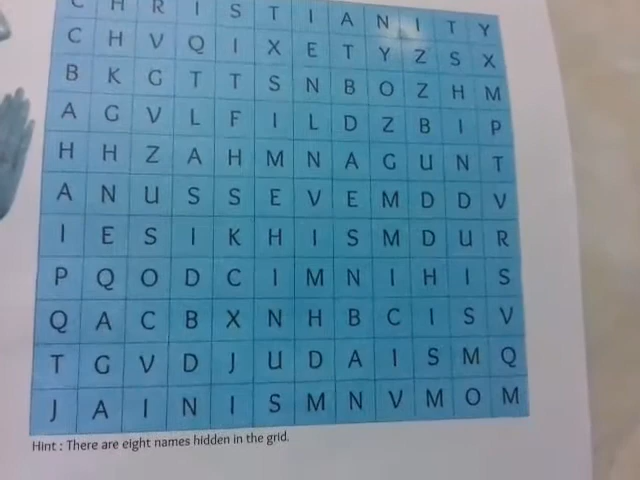 C H R I S T I A N I T Y
C H V Q I X E T Y Z S X
B K G T T S N B O Z H M
A G V L F I L D Z B I P
H H Z A H M N A G U N T
A N U S S E V E M D D V
I E S I K H I S M D U R
P Q O D C I M N I H I S
Q A C B X N H B C I S V
T G V D J U D A I S M Q
J A I N I S M N V M O M
Hint : There are eight names hidden in the grid.